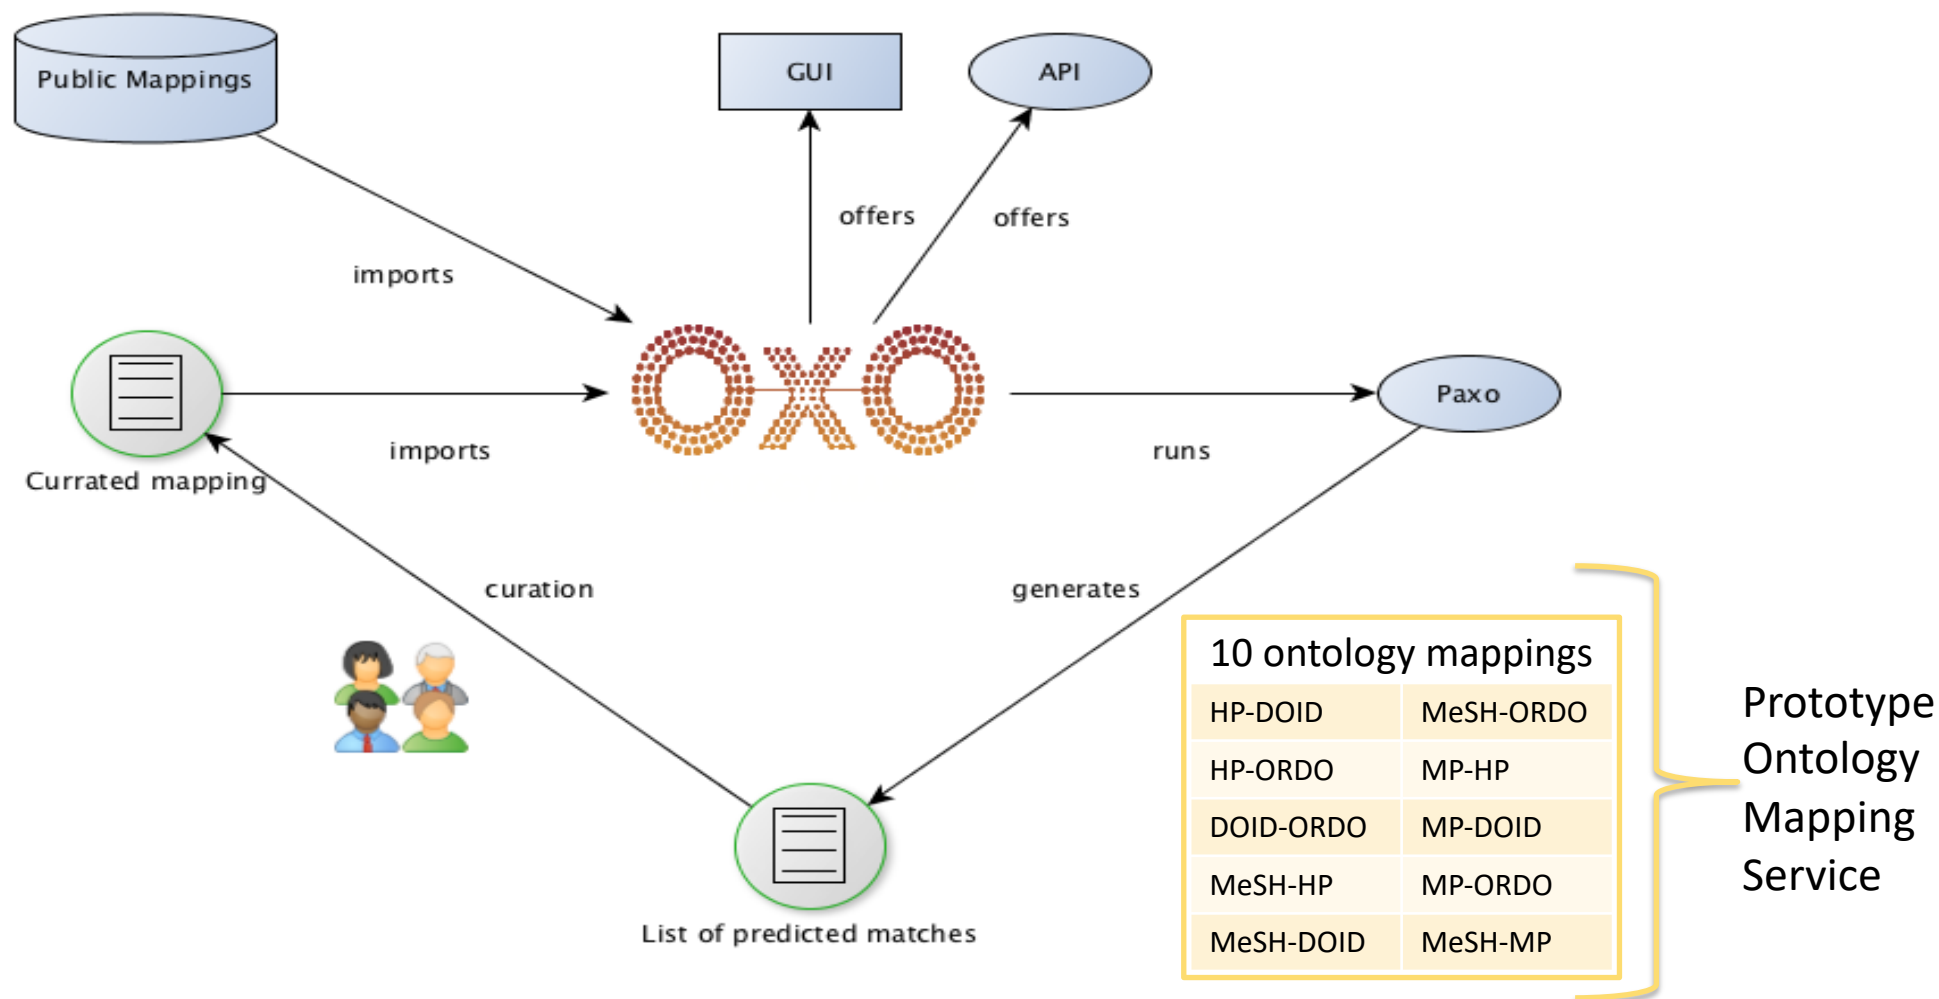 Public Mappings
GUI
API
offers
offers
imports
OXO
Paxo
imports
runs
Currated mapping
curation
generates
10 ontology mappings
HP-DOID MeSH-ORDO
HP-ORDO MP-HP
DOID-ORDO MP-DOID
MeSH-HP MP-ORDO
MeSH-DOID MeSH-MP
Prototype
Ontology
Mapping
Service
List of predicted matches